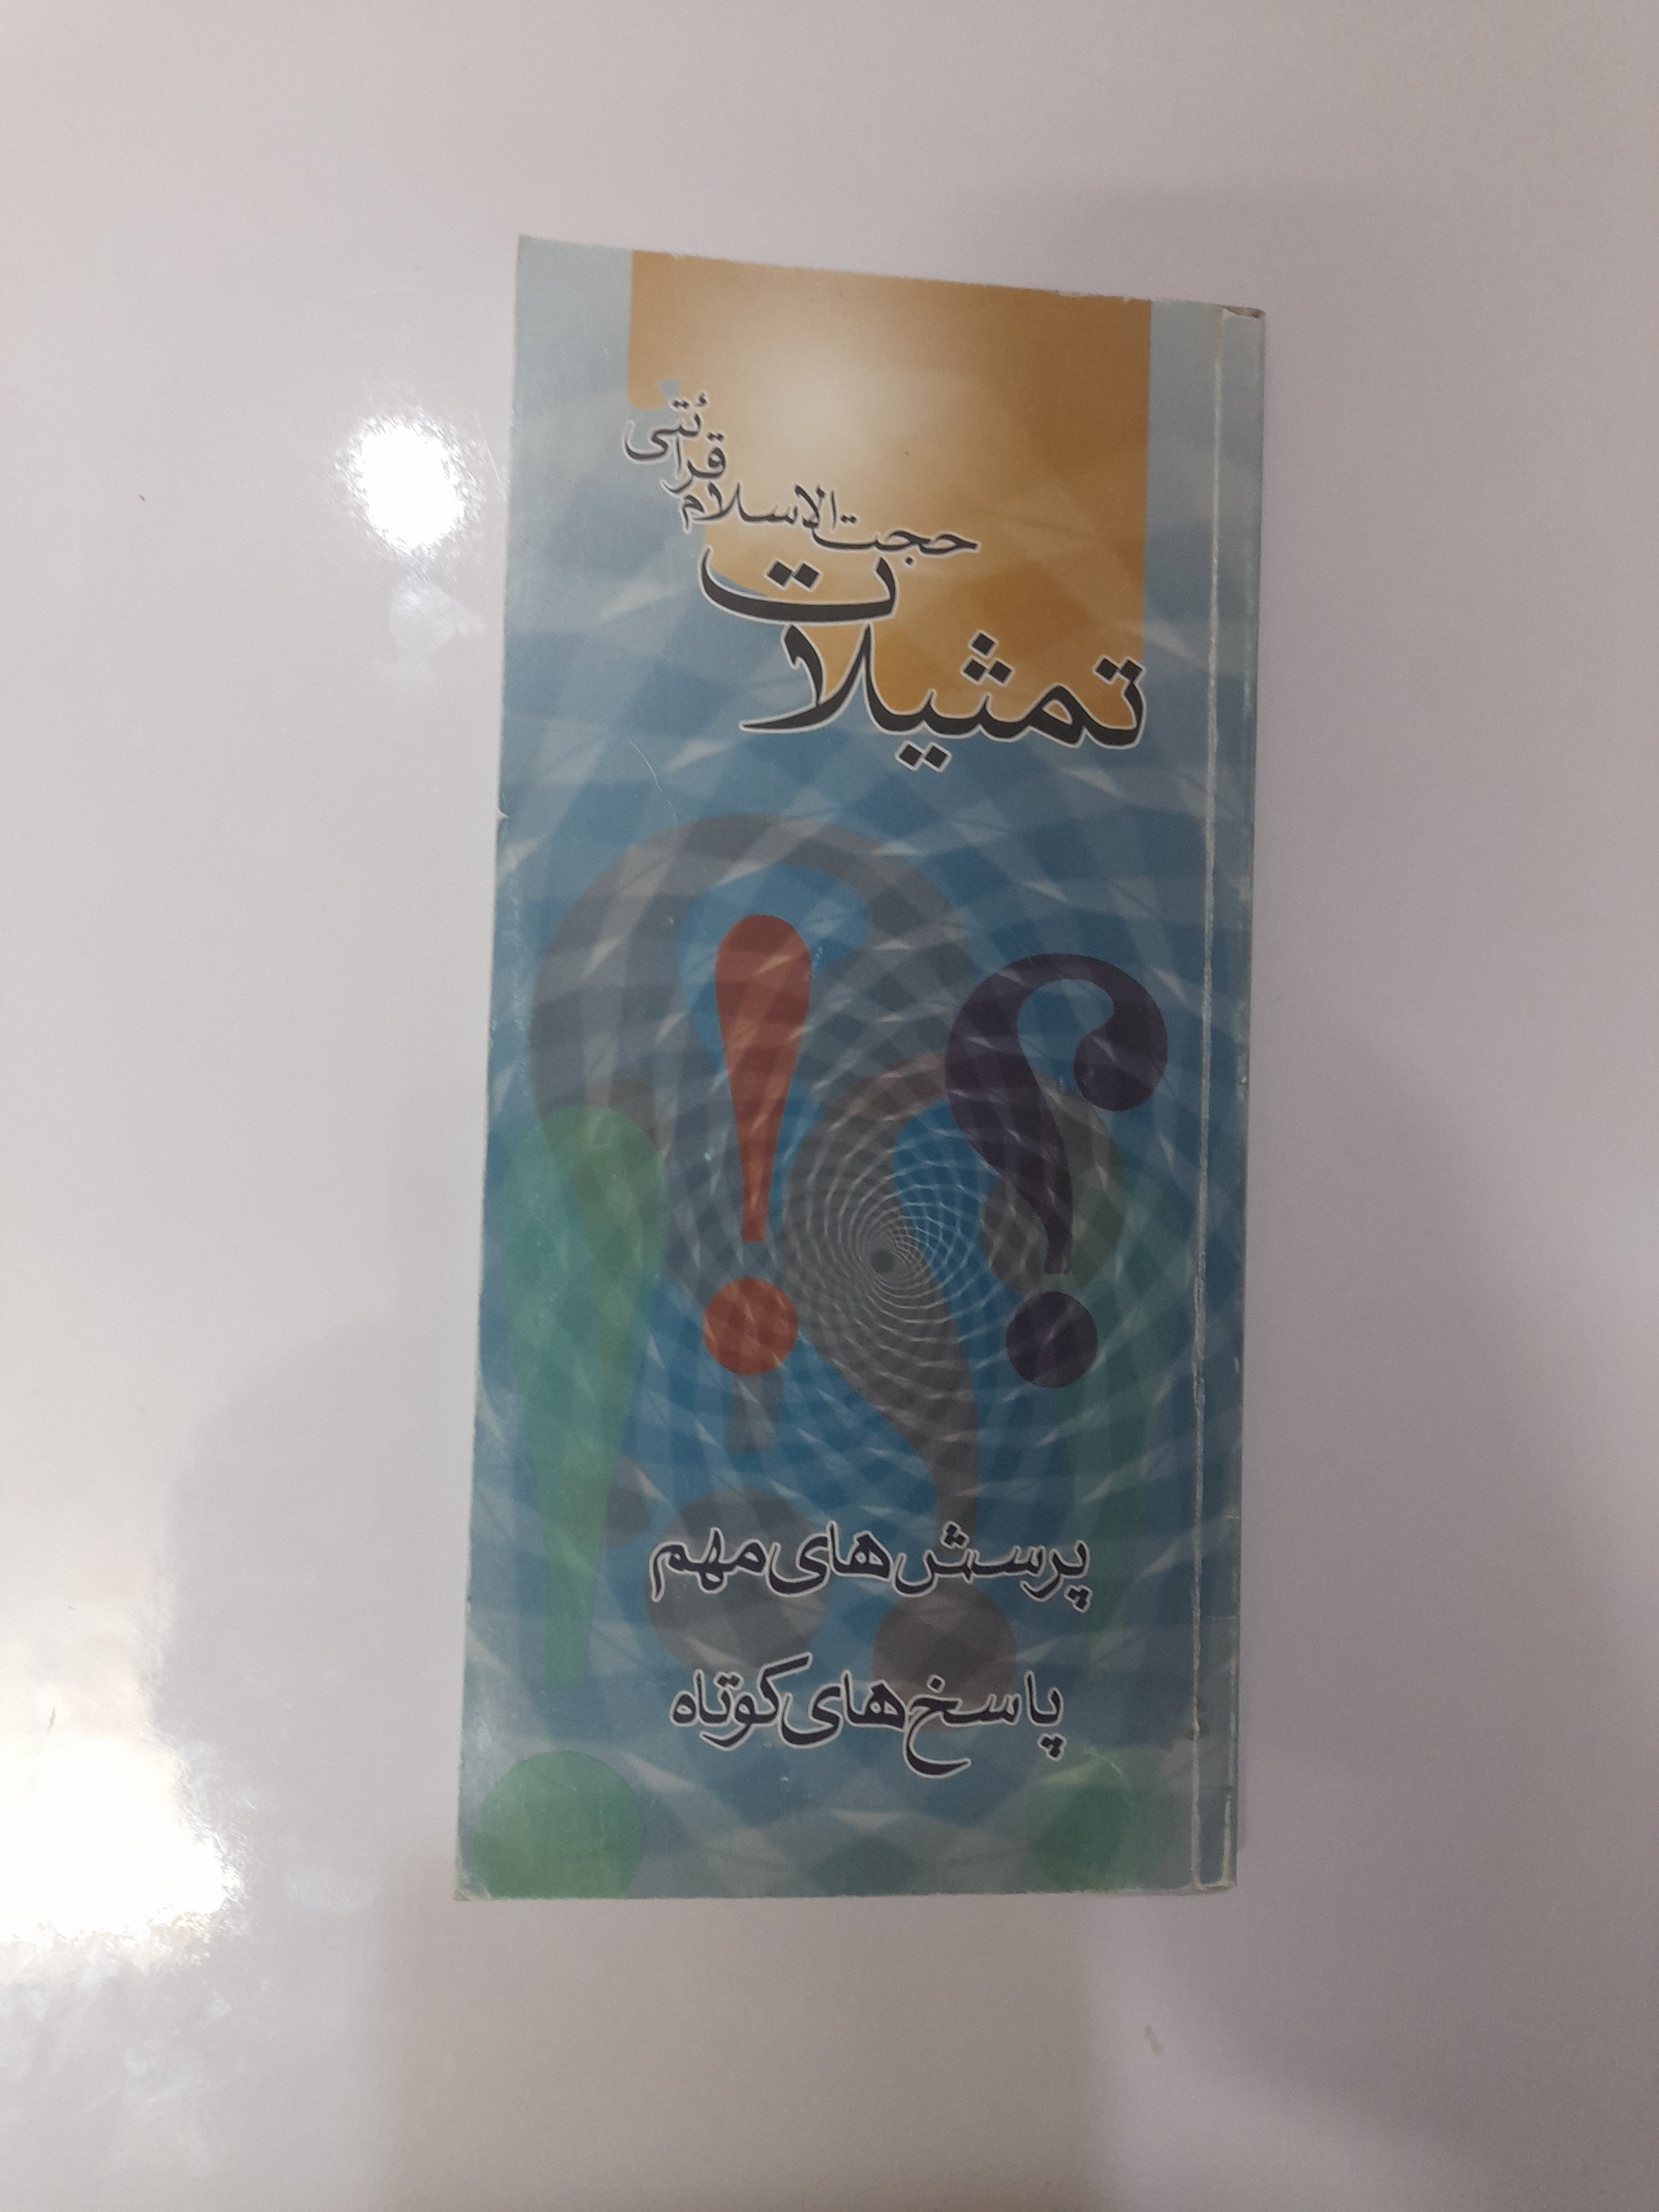 تمثیلات
حجت‌الاسلام قرائتی
پرسش‌های مهم
پاسخ‌های کوتاه